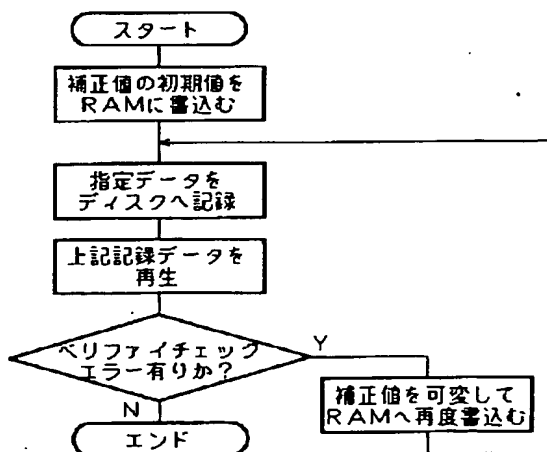 スタート
補正値の初期値を
RAMに書込む
指定データを
ディスクへ記録
上記記録データを
再生
ベリファイチェック
エラー有りか?
Y
N
補正値を可変して
RAMへ再度書込む
エンド